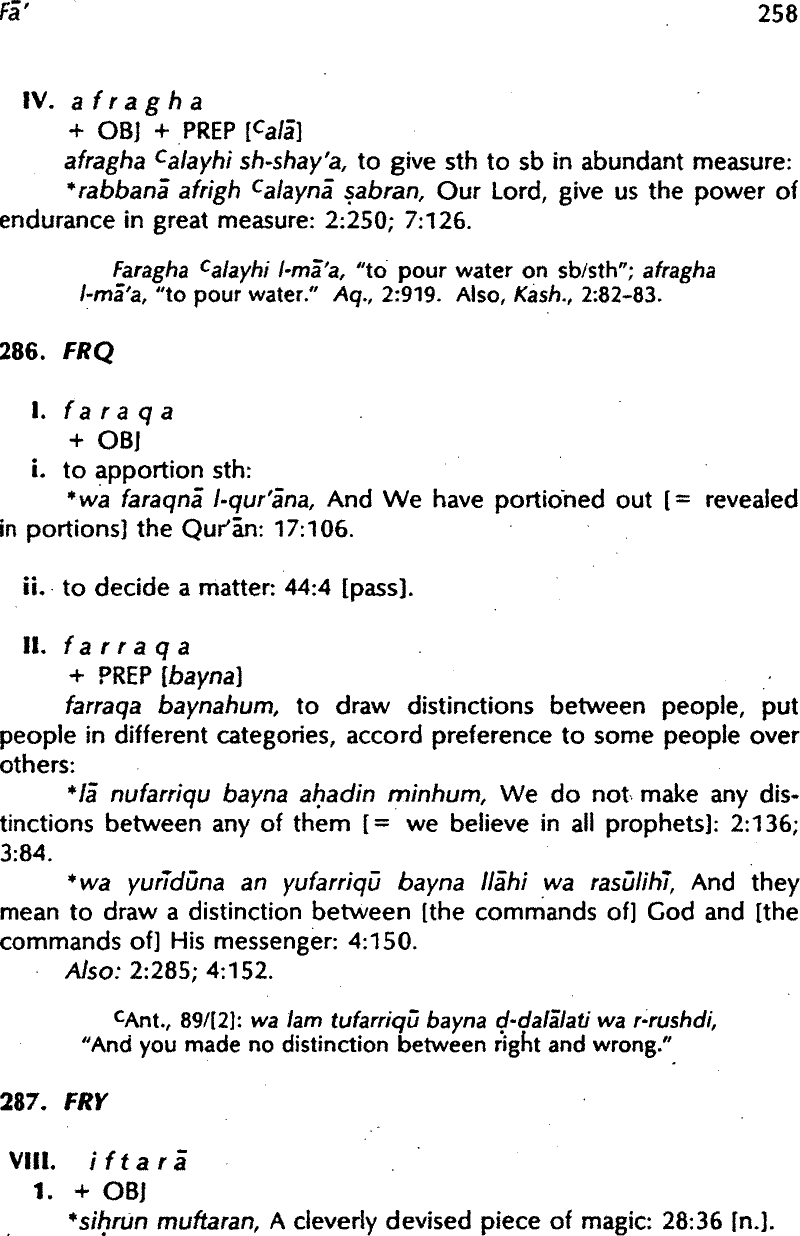 Fā' 258
IV. a f r a g h a
+ OBJ + PREP [ᶜalā]
afragha ᶜalayhi sh-shay'a, to give sth to sb in abundant measure:
*rabbanā afrigh ᶜalaynā ṣabran, Our Lord, give us the power of
endurance in great measure: 2:250; 7:126.
Faragha ᶜalayhi l-mā'a, "to pour water on sb/sth"; afragha
l-mā'a, "to pour water." Aq., 2:919. Also, Kash., 2:82–83.
286. FRQ
I. f a r a q a
+ OBJ
i. to apportion sth:
*wa faraqnā l-qur'āna, And We have portioned out [= revealed
in portions] the Qur'ān: 17:106.
ii. to decide a matter: 44:4 [pass].
II. f a r r a q a
+ PREP [bayna]
farraqa baynahum, to draw distinctions between people, put
people in different categories, accord preference to some people over
others:
*lā nufarriqu bayna aḥadin minhum, We do not make any dis-
tinctions between any of them [= we believe in all prophets]: 2:136;
3:84.
*wa yurīdūna an yufarriqū bayna llāhi wa rasūlihī, And they
mean to draw a distinction between [the commands of] God and [the
commands of] His messenger: 4:150.
Also: 2:285; 4:152.
ᶜAnt., 89/[2]: wa lam tufarriqū bayna ḍ-ḍalālati wa r-rushdi,
"And you made no distinction between right and wrong."
287. FRY
VIII. i f t a r ā
1. + OBJ
*siḥrun muftaran, A cleverly devised piece of magic: 28:36 [n.].